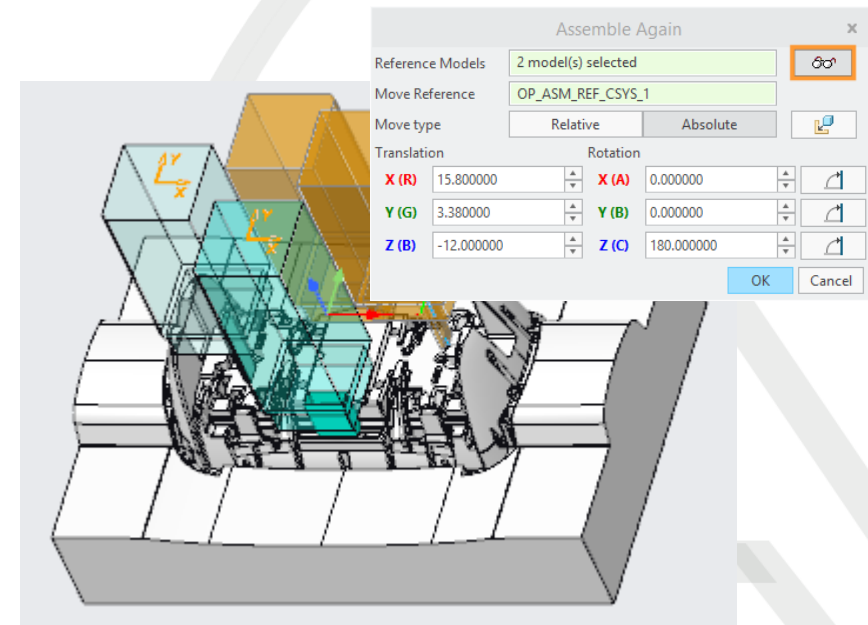 Assemble Again x
Reference Models 2 model(s) selected
Move Reference OP_ASM_REF_CSYS_1
Move type Relative Absolute
Translation Rotation
X (R) 15.800000 X (A) 0.000000
Y (G) 3.380000 Y (B) 0.000000
Z (B) -12.000000 Z (C) 180.000000
OK Cancel
Y
X
Y
X